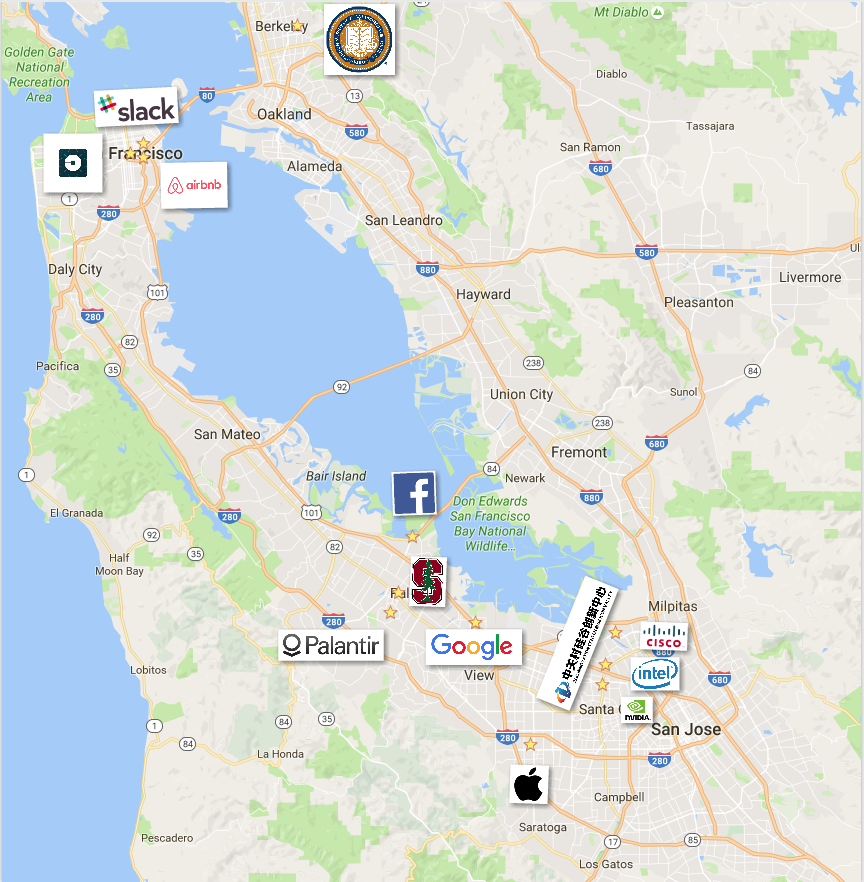 Mt Diablo
Berkeley
Golden Gate
National
Recreation
Area
Diablo
slack
80
13
Oakland
580
Tassajara
San Ramon
Francisco
680
Alameda
airbnb
1
280
San Leandro
580
Daly City
880
Livermore
Hayward
101
Pleasanton
280
82
238
Pacifica
35
84
92
Union City
Sunol
238
San Mateo
680
Fremont
84
1
Bair Island
Newark
880
Don Edwards
San Francisco
Bay National
Wildlife...
El Granada
280
101
92
82
35
Half
Moon Bay
S
中关村硅谷创新中心
Milpitas
280
CISCO
680
Palantir
Google
View
intel
Lobitos
680
Santa
NVIDIA
San Jose
1
84
84
35
280
La Honda
280
Campbell
Saratoga
Pescadero
17
85
Los Gatos